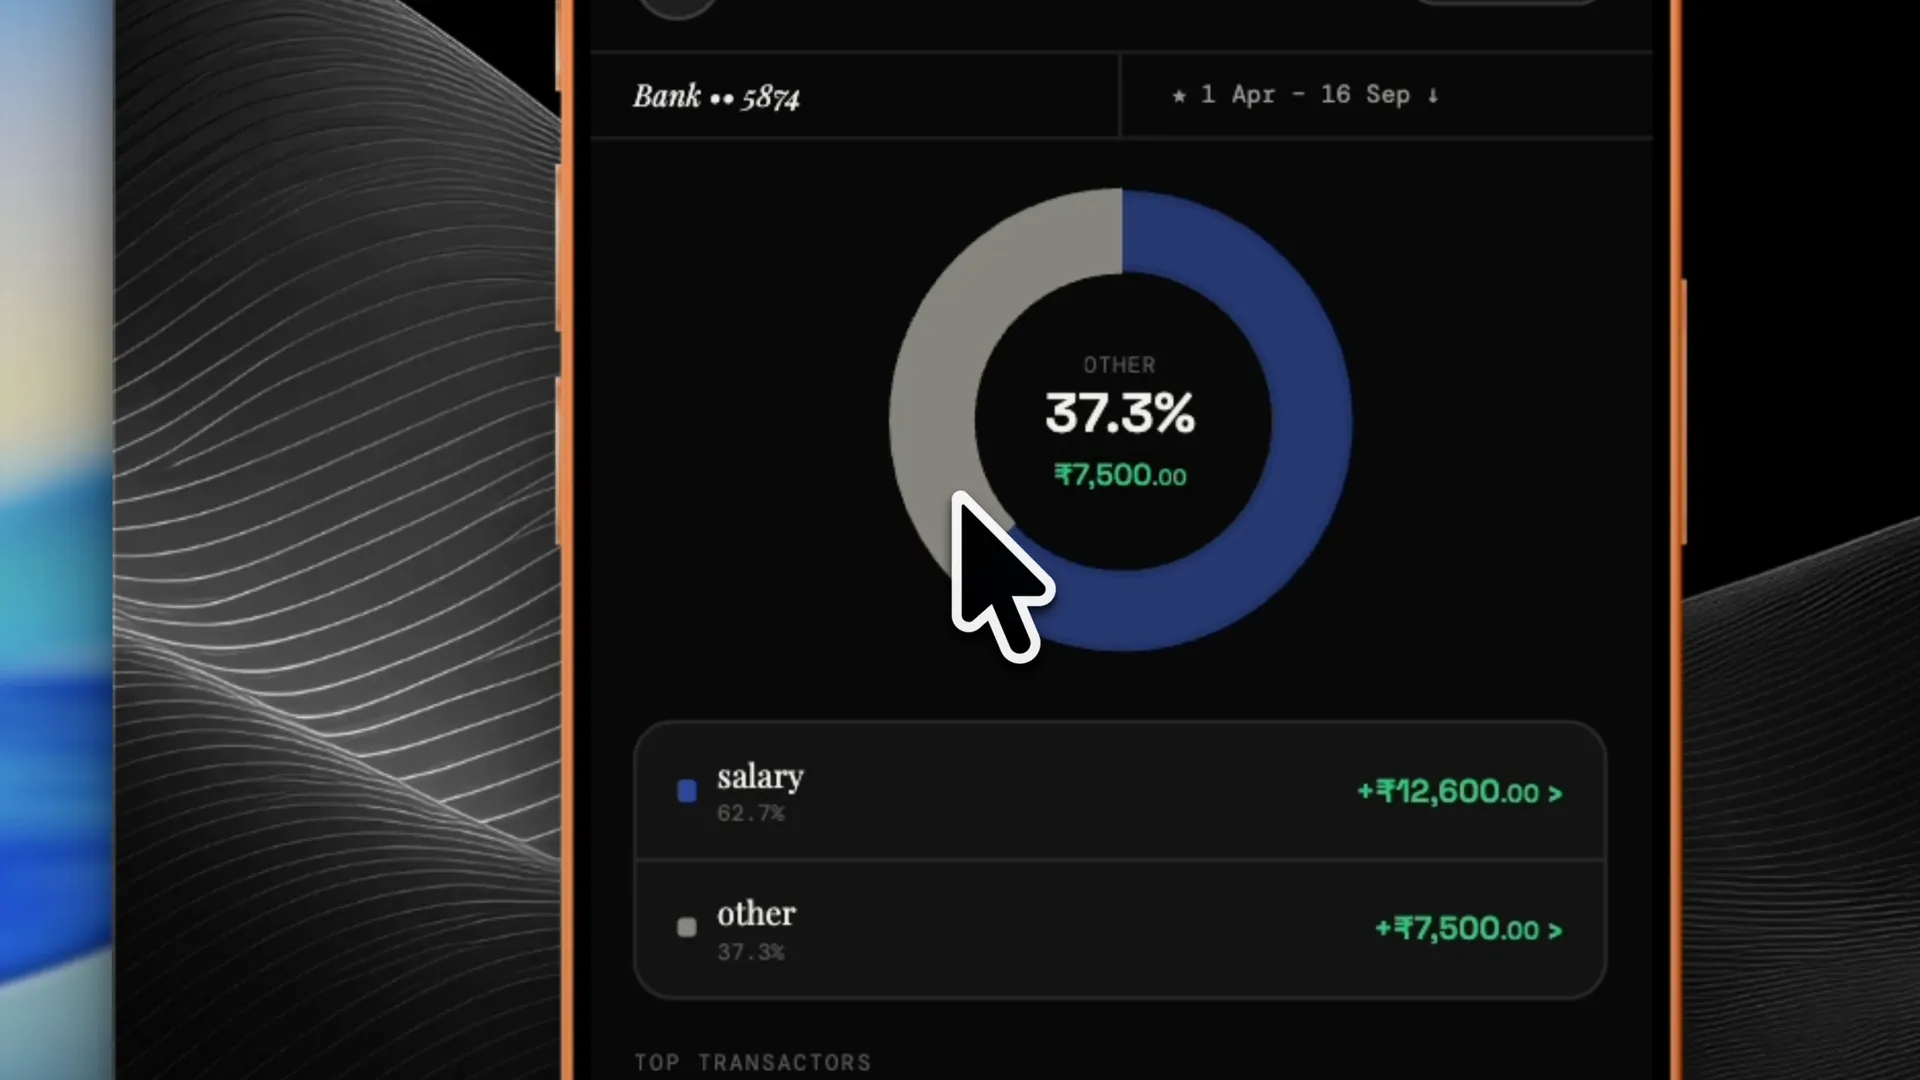 Bank •• 5874
★ 1 Apr – 16 Sep ↓
OTHER
37.3%
₹7,500.00
salary
62.7%
+₹12,600.00 >
other
37.3%
+₹7,500.00 >
TOP TRANSACTORS